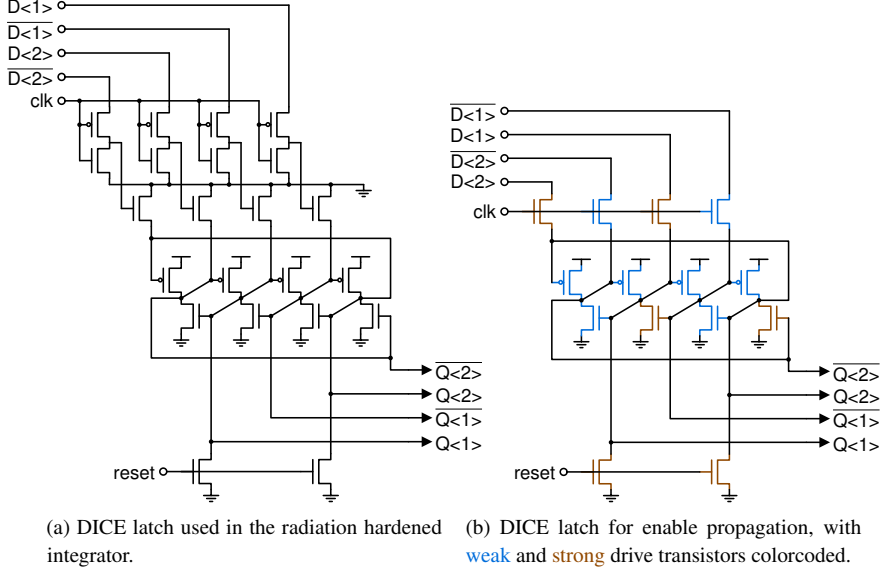 D<1>
D<1>
D<2>
D<2>
clk
Q<2>
Q<2>
Q<1>
Q<1>
reset
(a) DICE latch used in the radiation hardened
integrator.
D<1>
D<1>
D<2>
D<2>
clk
Q<2>
Q<2>
Q<1>
Q<1>
reset
(b) DICE latch for enable propagation, with
weak and strong drive transistors colorcoded.